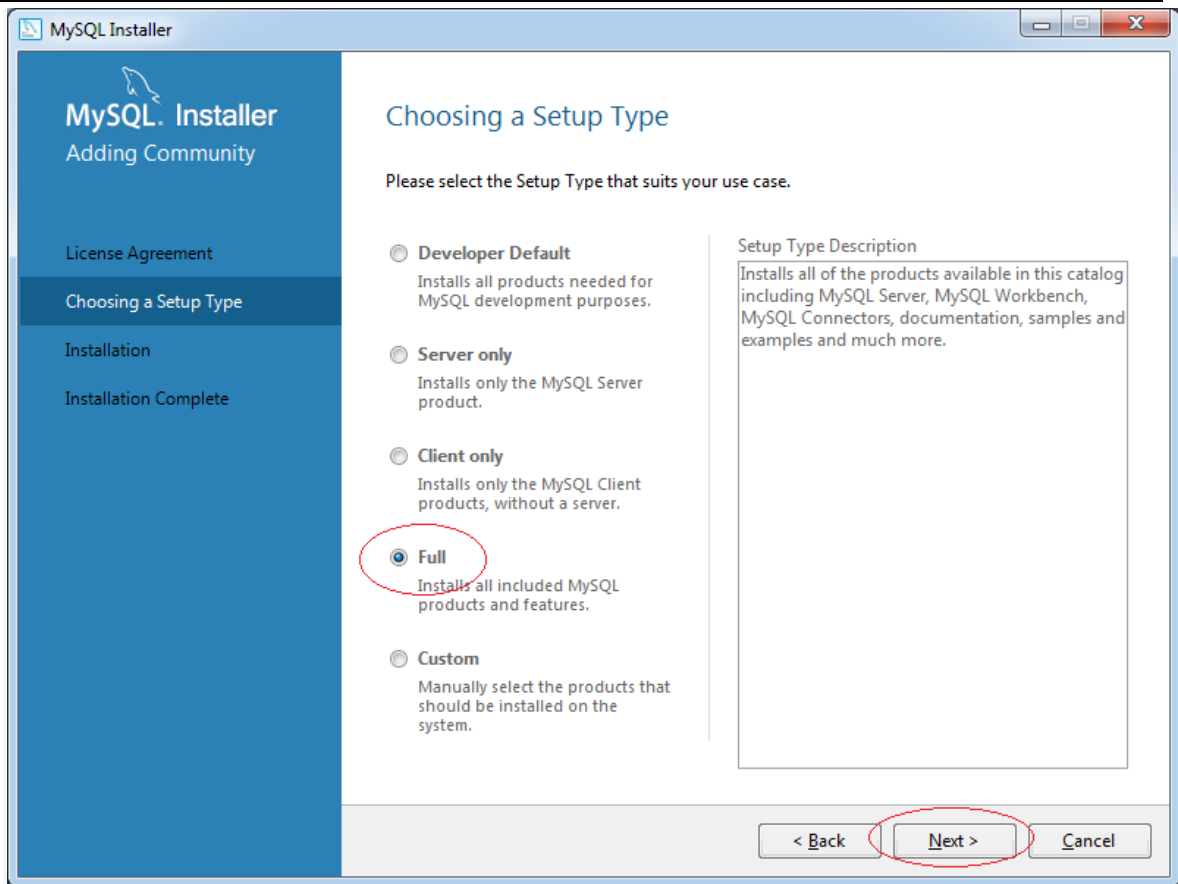 MySQL Installer
MySQL. Installer
Adding Community
License Agreement
Choosing a Setup Type
Installation
Installation Complete
Choosing a Setup Type
Please select the Setup Type that suits your use case.
Developer Default
Installs all products needed for
MySQL development purposes.
Server only
Installs only the MySQL Server
product.
Client only
Installs only the MySQL Client
products, without a server.
Full
Installs all included MySQL
products and features.
Custom
Manually select the products that
should be installed on the
system.
Setup Type Description
Installs all of the products available in this catalog
including MySQL Server, MySQL Workbench,
MySQL Connectors, documentation, samples and
examples and much more.
< Back
Next >
Cancel